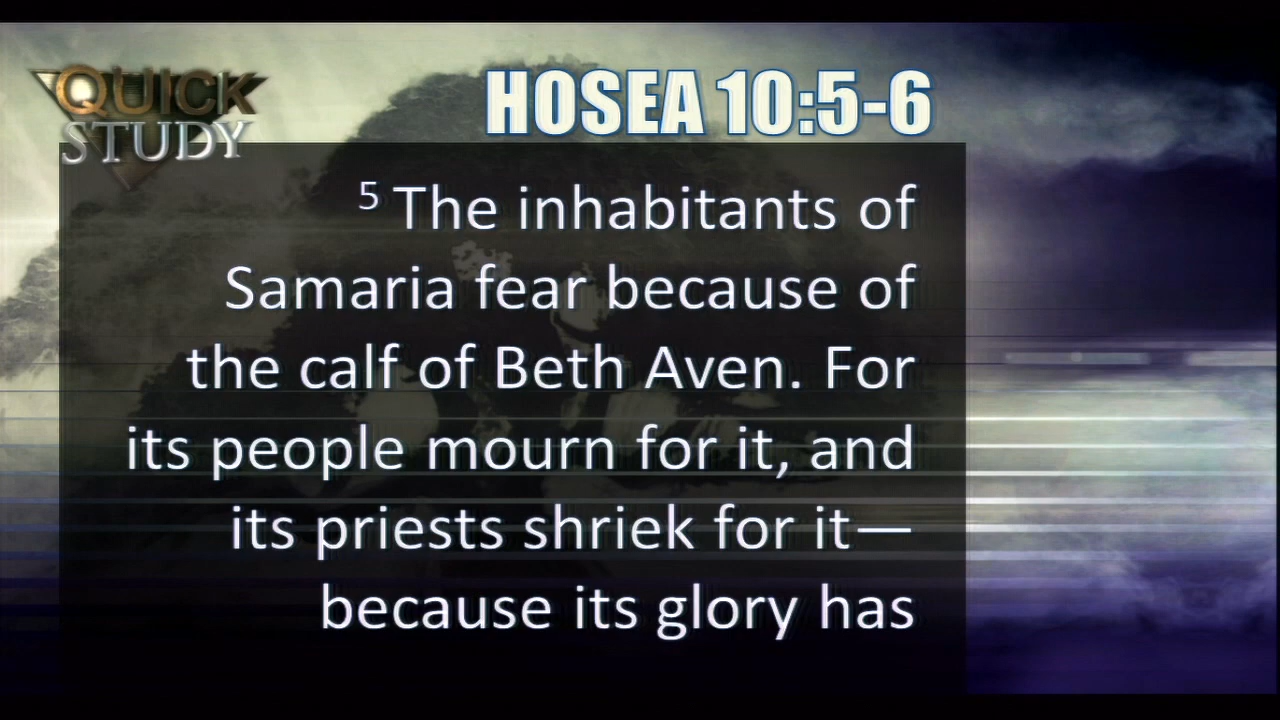 QUICK
STUDY
HOSEA 10:5-6
5 The inhabitants of
Samaria fear because of
the calf of Beth Aven. For
its people mourn for it, and
its priests shriek for it—
because its glory has